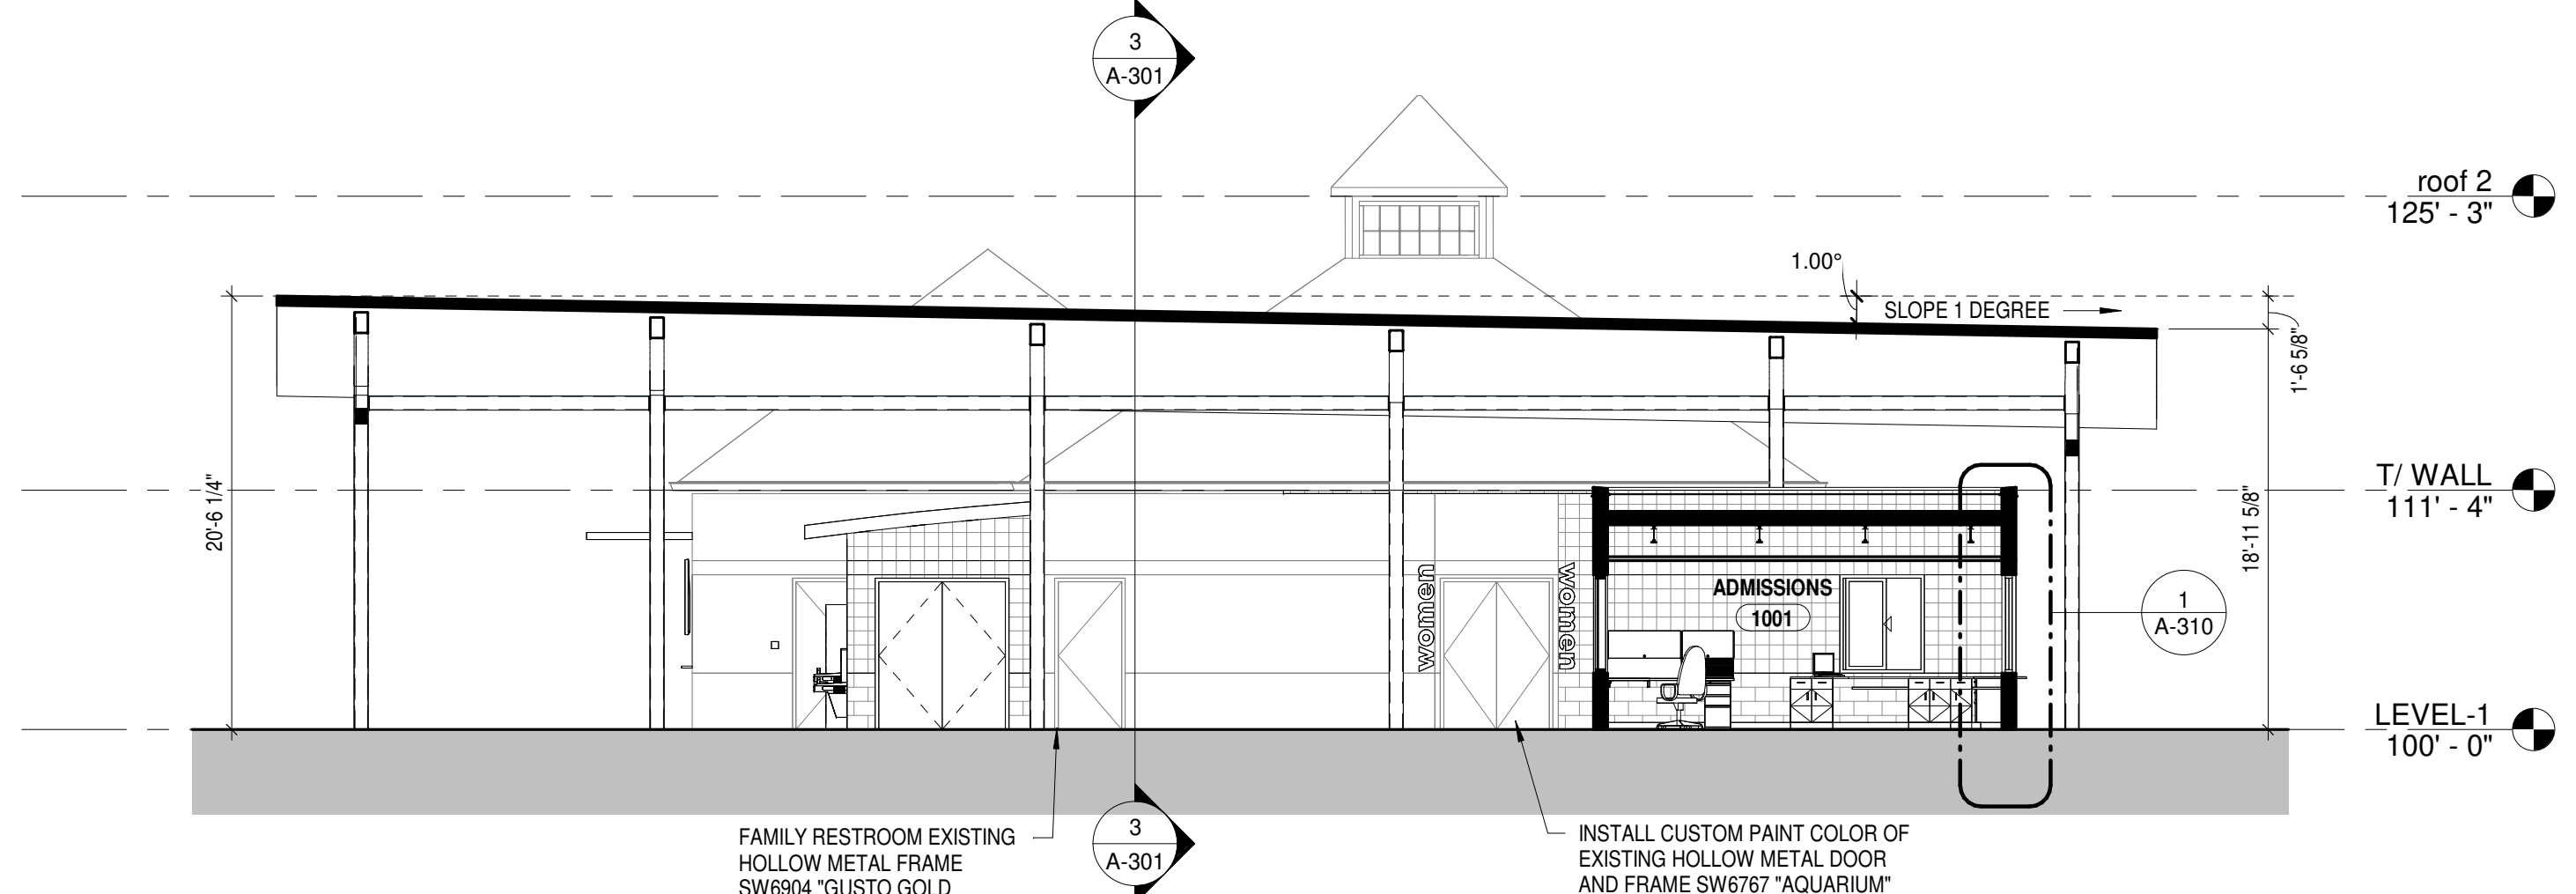 3
A-301
roof 2
125' - 3"
1.00°
SLOPE 1 DEGREE
1'-6 5/8"
20'-6 1/4"
T/ WALL
111' - 4"
18'-11 5/8"
women
women
ADMISSIONS
1001
1
A-310
LEVEL-1
100' - 0"
FAMILY RESTROOM EXISTING
HOLLOW METAL FRAME
SW6904 "GUSTO GOLD
3
A-301
INSTALL CUSTOM PAINT COLOR OF
EXISTING HOLLOW METAL DOOR
AND FRAME SW6767 "AQUARIUM"